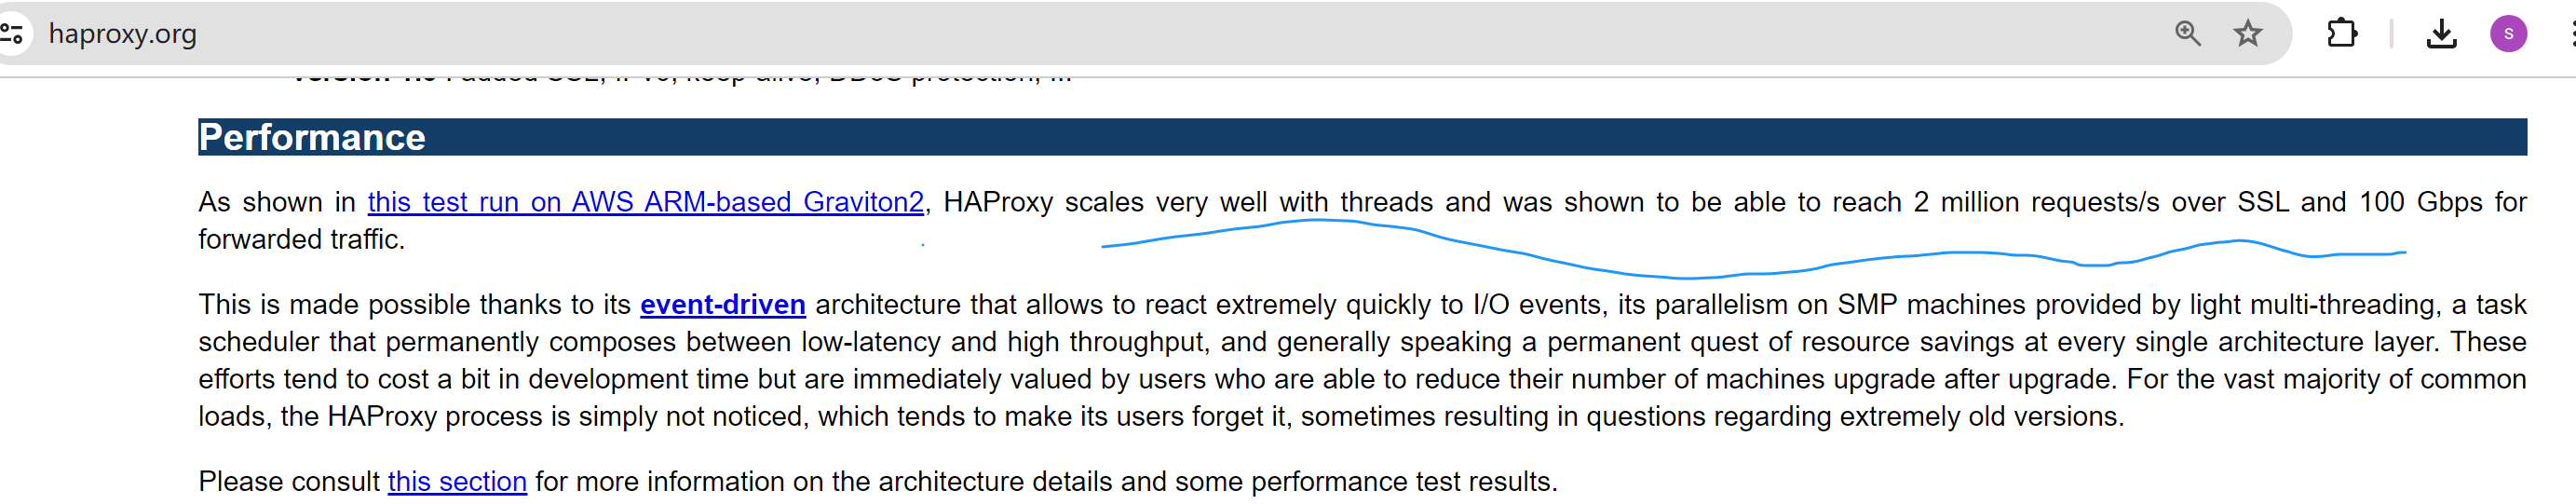 haproxy.org
S
Performance
As shown in this test run on AWS ARM-based Graviton2, HAProxy scales very well with threads and was shown to be able to reach 2 million requests/s over SSL and 100 Gbps for
forwarded traffic.
This is made possible thanks to its event-driven architecture that allows to react extremely quickly to I/O events, its parallelism on SMP machines provided by light multi-threading, a task
scheduler that permanently composes between low-latency and high throughput, and generally speaking a permanent quest of resource savings at every single architecture layer. These
efforts tend to cost a bit in development time but are immediately valued by users who are able to reduce their number of machines upgrade after upgrade. For the vast majority of common
loads, the HAProxy process is simply not noticed, which tends to make its users forget it, sometimes resulting in questions regarding extremely old versions.
Please consult this section for more information on the architecture details and some performance test results.